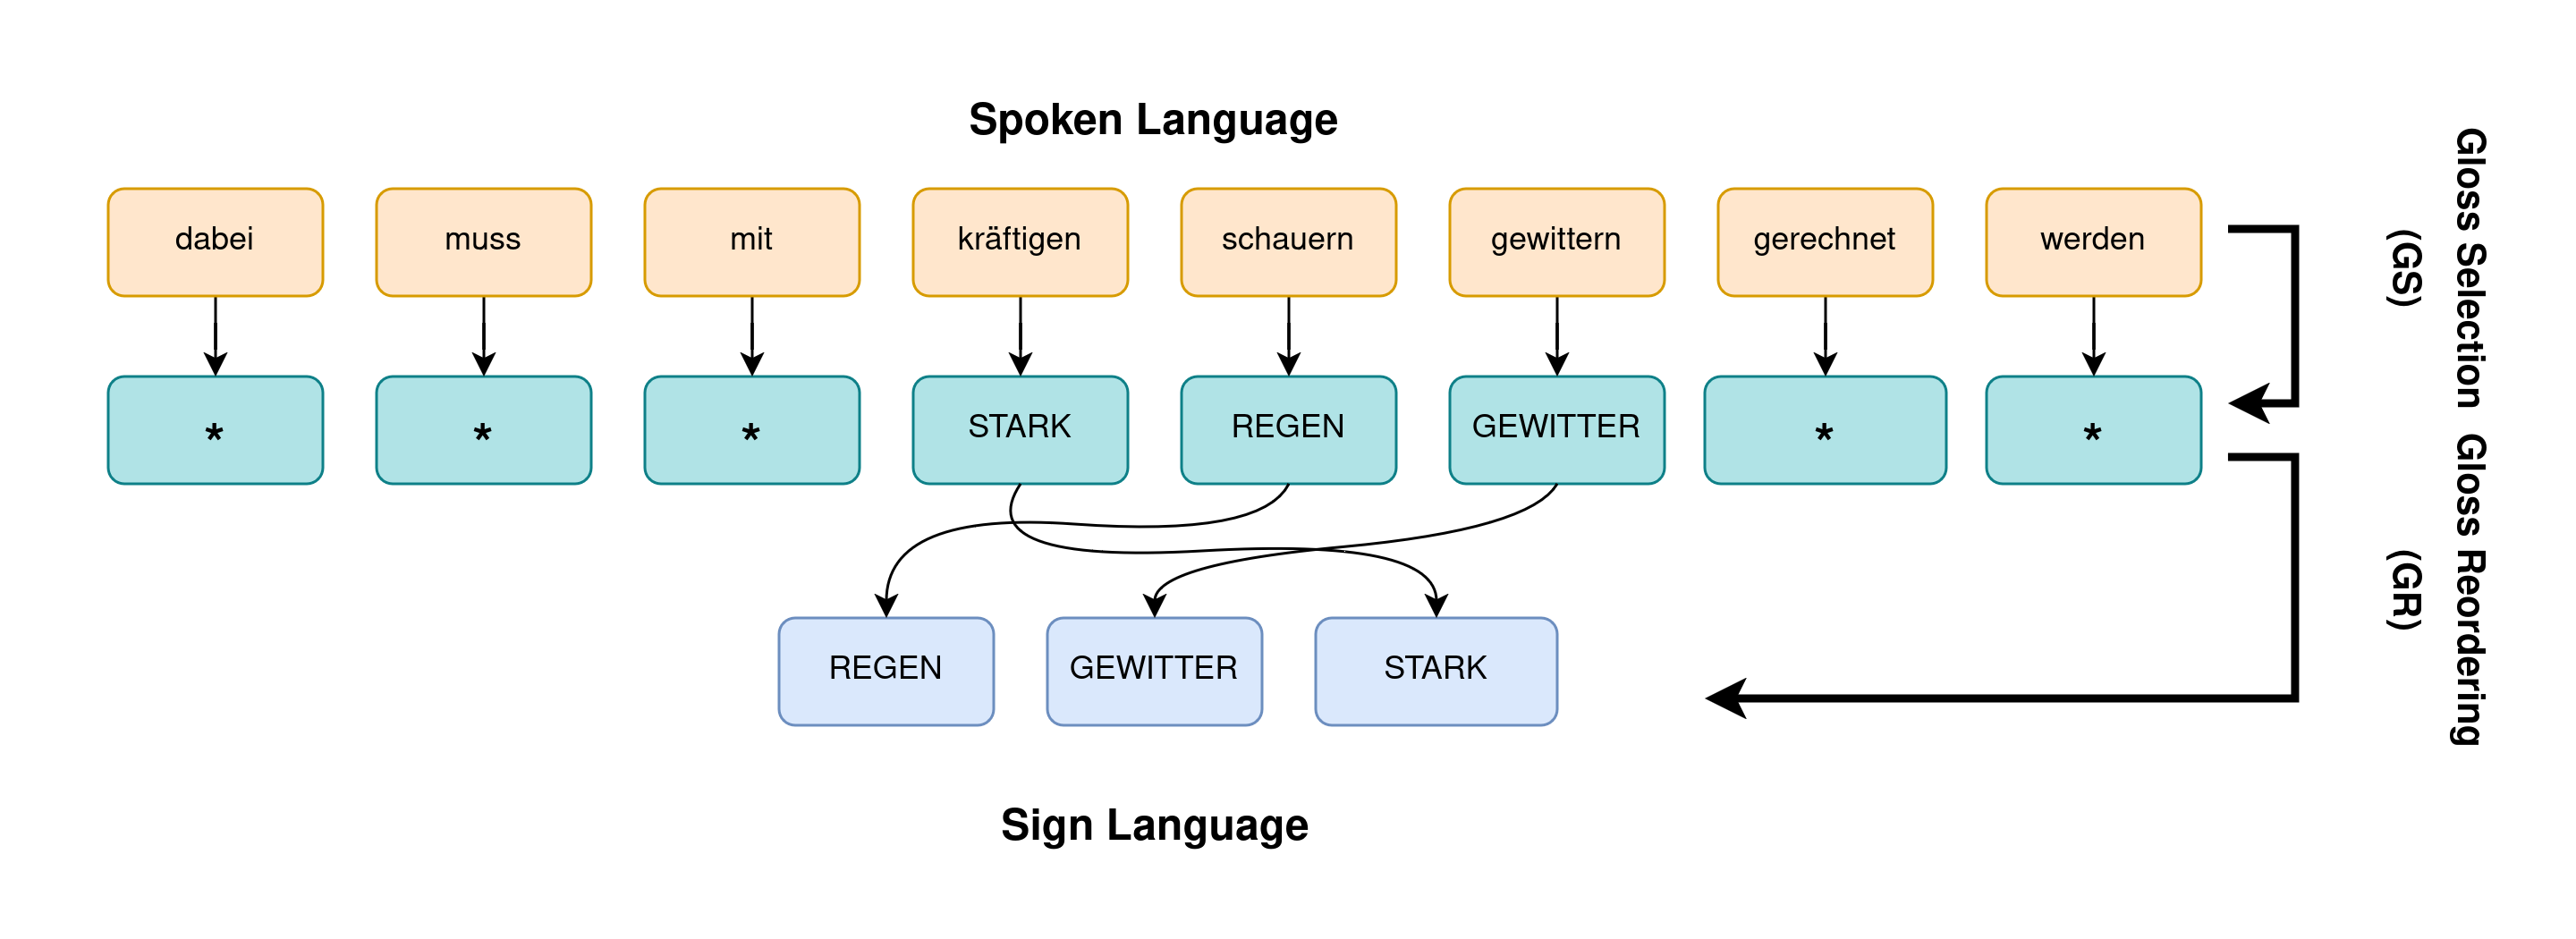 Spoken Language
dabei muss mit kräftigen schauern gewittern gerechnet werden
* * * STARK REGEN GEWITTER * *
REGEN GEWITTER STARK
Sign Language
Gloss Selection
(GS)
Gloss Reordering
(GR)